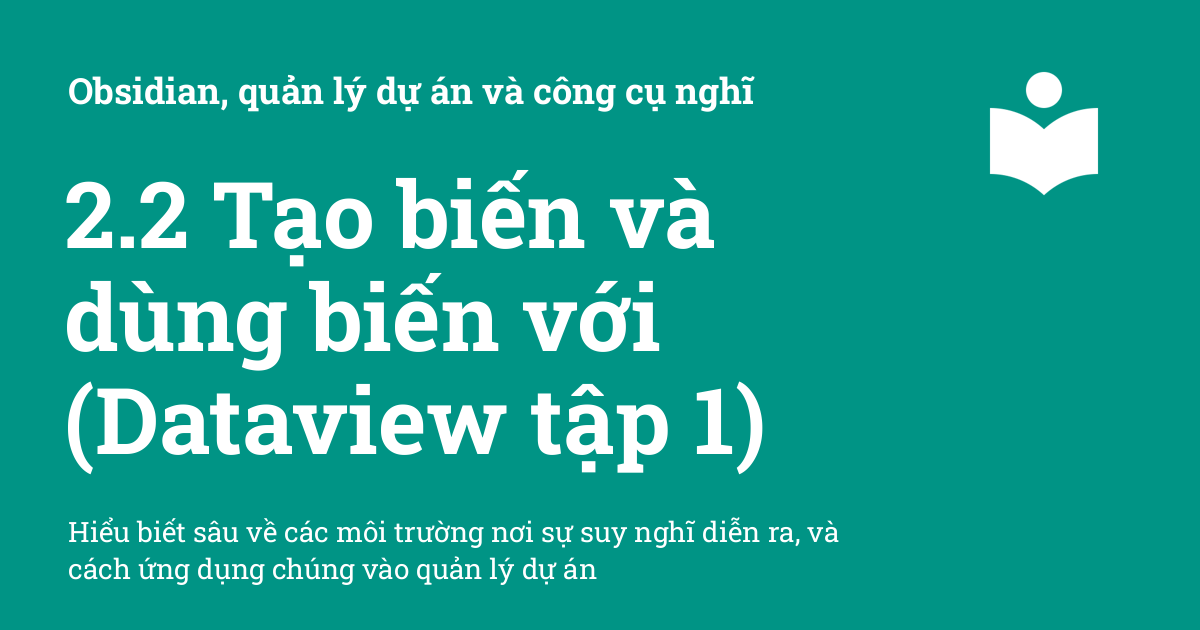 Obsidian, quản lý dự án và công cụ nghĩ
2.2 Tạo biến và
dùng biến với
(Dataview tập 1)
Hiểu biết sâu về các môi trường nơi sự suy nghĩ diễn ra, và
cách ứng dụng chúng vào quản lý dự án